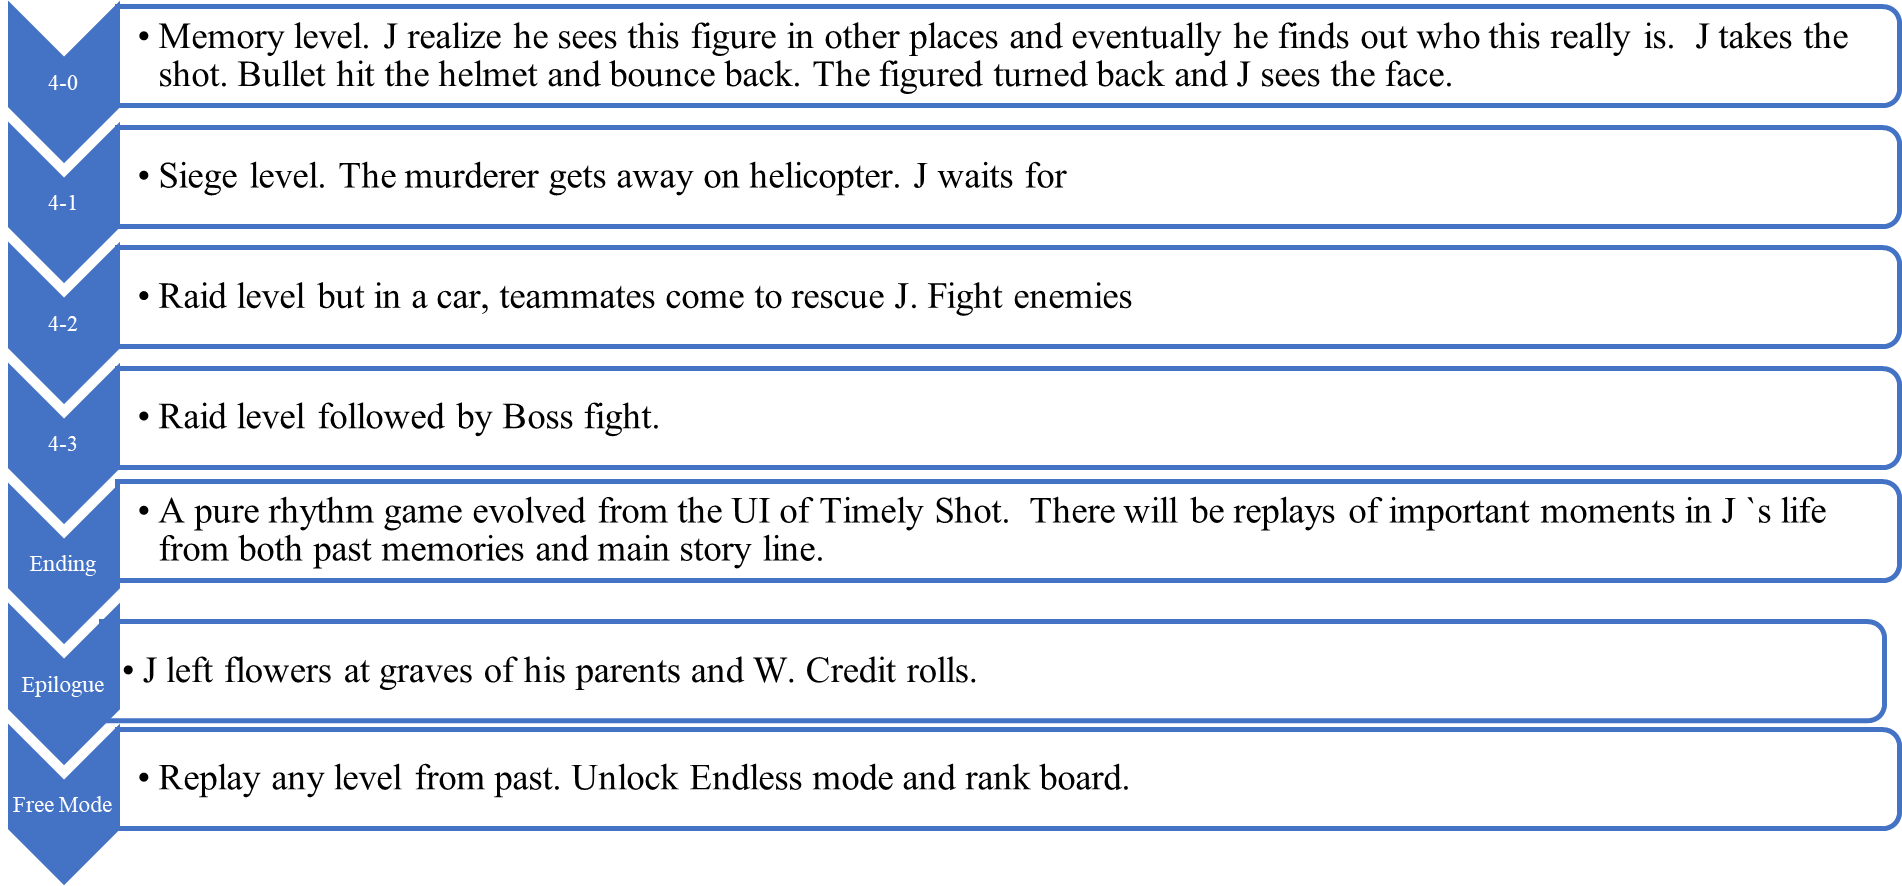 4-0
• Memory level. J realize he sees this figure in other places and eventually he finds out who this really is. J takes the
shot. Bullet hit the helmet and bounce back. The figured turned back and J sees the face.
4-1
• Siege level. The murderer gets away on helicopter. J waits for
4-2
• Raid level but in a car, teammates come to rescue J. Fight enemies
4-3
• Raid level followed by Boss fight.
Ending
• A pure rhythm game evolved from the UI of Timely Shot. There will be replays of important moments in J `s life
from both past memories and main story line.
Epilogue
• J left flowers at graves of his parents and W. Credit rolls.
Free Mode
• Replay any level from past. Unlock Endless mode and rank board.